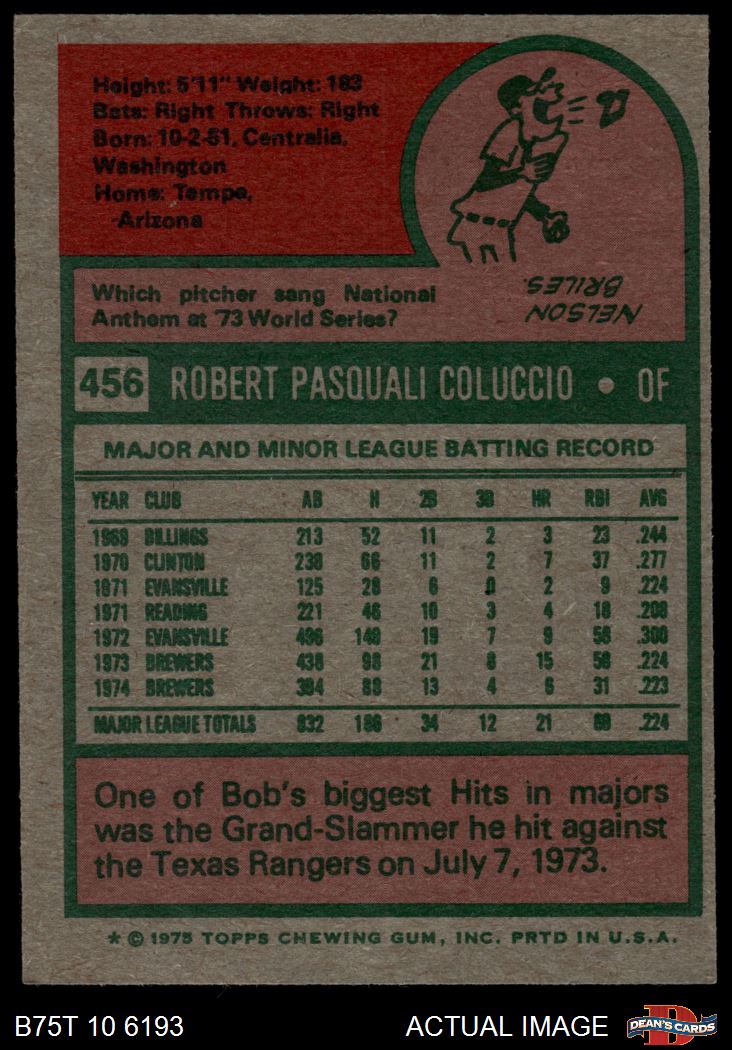 Height: 5'11" Weight: 183
Bats: Right Throws: Right
Born: 10-2-51, Centralia,
Washington
Home: Tempe,
Arizona
Which pitcher sang National
Anthem at '73 World Series?
NELSON
BRILES.
456 ROBERT PASQUALI COLUCCIO • OF
MAJOR AND MINOR LEAGUE BATTING RECORD
YEAR CLUB AB H 2B 3B HR RBI AVG
1969 BILLINGS 213 52 11 2 3 23 .244
1970 CLINTON 238 66 11 2 7 37 .277
1971 EVANSVILLE 125 28 6 0 2 9 .224
1971 READING 221 46 10 3 4 18 .208
1972 EVANSVILLE 466 140 19 7 9 58 .300
1973 BREWERS 438 98 21 8 15 58 .224
1974 BREWERS 394 88 13 4 6 31 .223
MAJOR LEAGUE TOTALS 832 186 34 12 21 89 .224
One of Bob's biggest Hits in majors
was the Grand-Slammer he hit against
the Texas Rangers on July 7, 1973.
* © 1975 TOPPS CHEWING GUM, INC. PRTD IN U.S.A.
B75T 10 6193 ACTUAL IMAGE DEAN'S CARDS